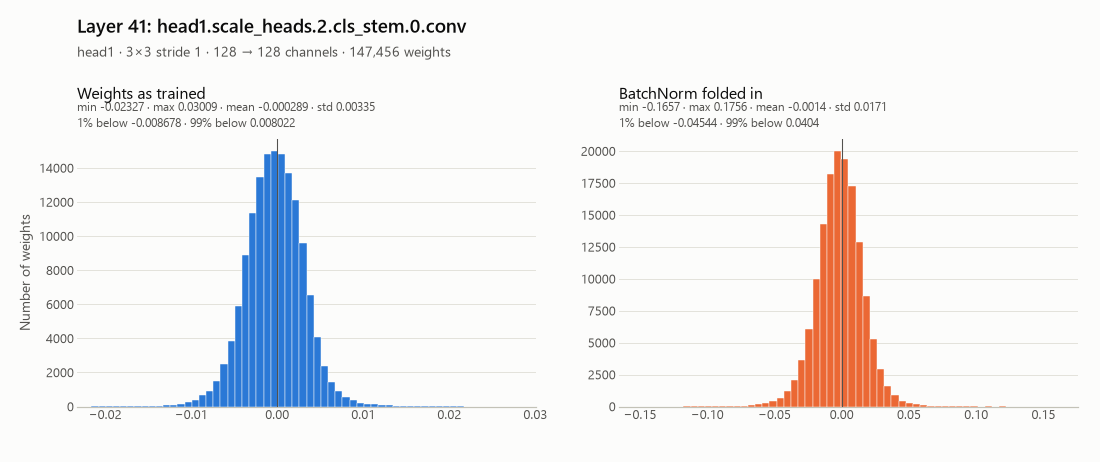 Layer 41: head1.scale_heads.2.cls_stem.0.conv
head1 · 3×3 stride 1 · 128 → 128 channels · 147,456 weights
Weights as trained
min -0.02327 · max 0.03009 · mean -0.000289 · std 0.00335
1% below -0.008678 · 99% below 0.008022
Number of weights
14000
12000
10000
8000
6000
4000
2000
0
−0.02 −0.01 0.00 0.01 0.02 0.03
BatchNorm folded in
min -0.1657 · max 0.1756 · mean -0.0014 · std 0.0171
1% below -0.04544 · 99% below 0.0404
20000
17500
15000
12500
10000
7500
5000
2500
0
−0.15 −0.10 −0.05 0.00 0.05 0.10 0.15